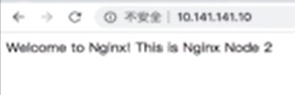 不安全 | 10.141.141.10
Welcome to Nginx! This is Nginx Node 2